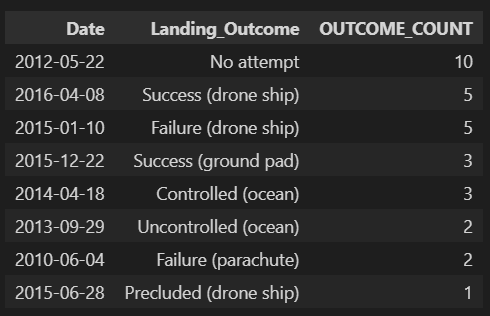 Date Landing_Outcome OUTCOME_COUNT
2012-05-22 No attempt 10
2016-04-08 Success (drone ship) 5
2015-01-10 Failure (drone ship) 5
2015-12-22 Success (ground pad) 3
2014-04-18 Controlled (ocean) 3
2013-09-29 Uncontrolled (ocean) 2
2010-06-04 Failure (parachute) 2
2015-06-28 Precluded (drone ship) 1